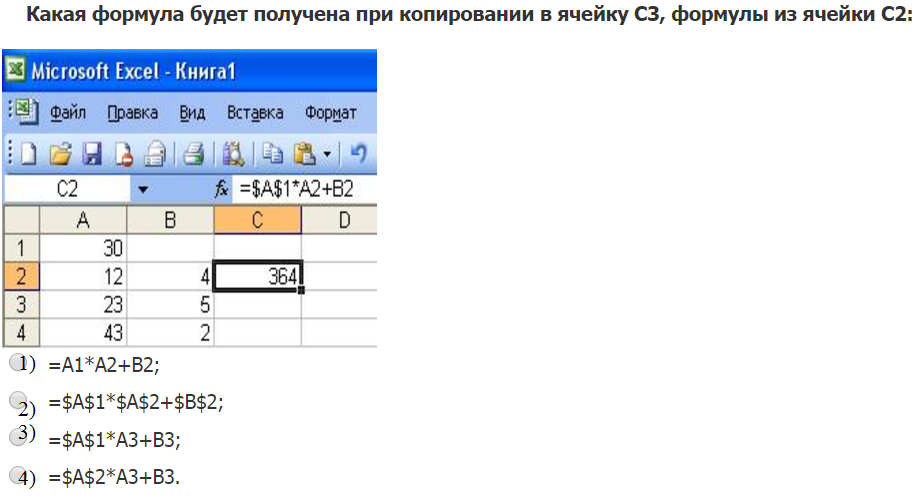 Какая формула будет получена при копировании в ячейку C3, формулы из ячейки C2:
Microsoft Excel - Книга1
Файл Правка Вид Вставка Формат
C2 fx =$A$1*A2+B2
A B C D
1 30
2 12 4 364
3 23 5
4 43 2
1) =A1*A2+B2;
2) =$A$1*$A$2+$B$2;
3) =$A$1*A3+B3;
4) =$A$2*A3+B3.